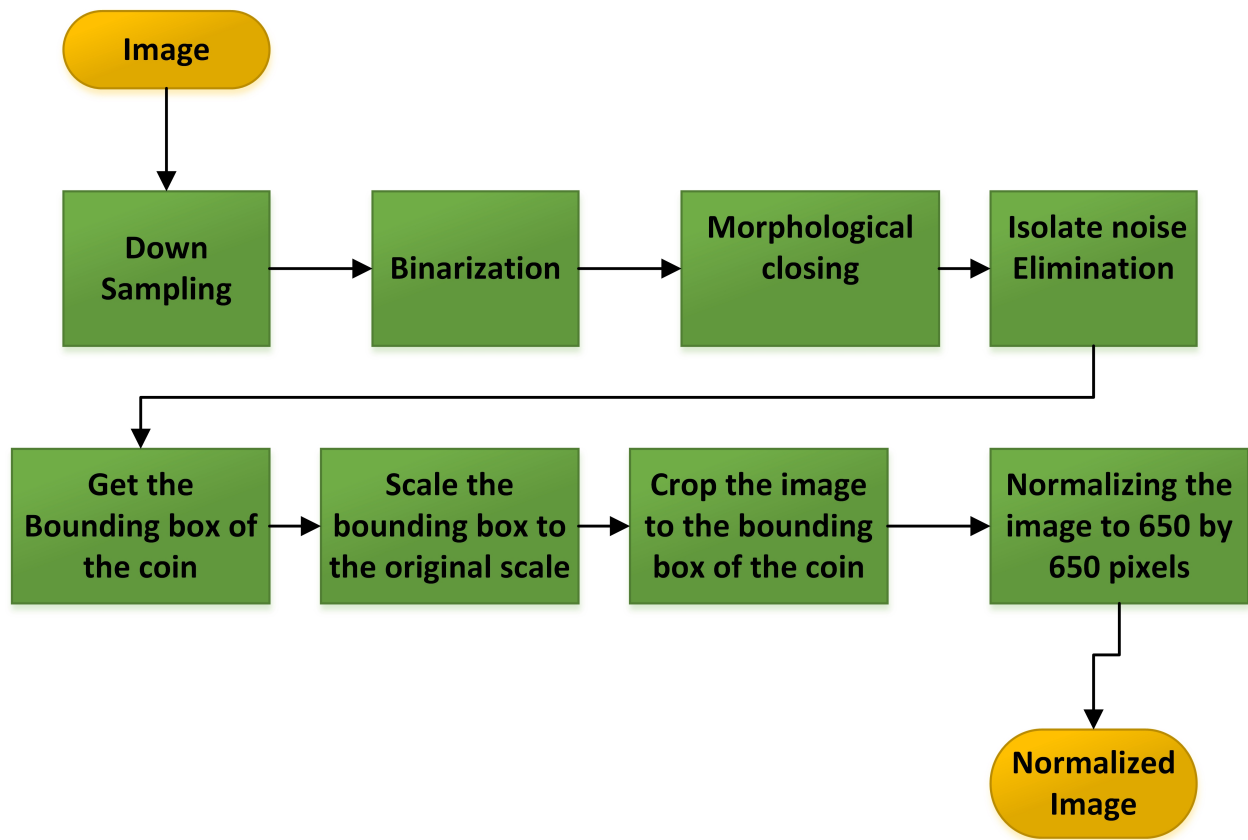 Image
Down
Sampling
Binarization
Morphological
closing
Isolate noise
Elimination
Get the
Bounding box of
the coin
Scale the
bounding box to
the original scale
Crop the image
to the bounding
box of the coin
Normalizing the
image to 650 by
650 pixels
Normalized
Image